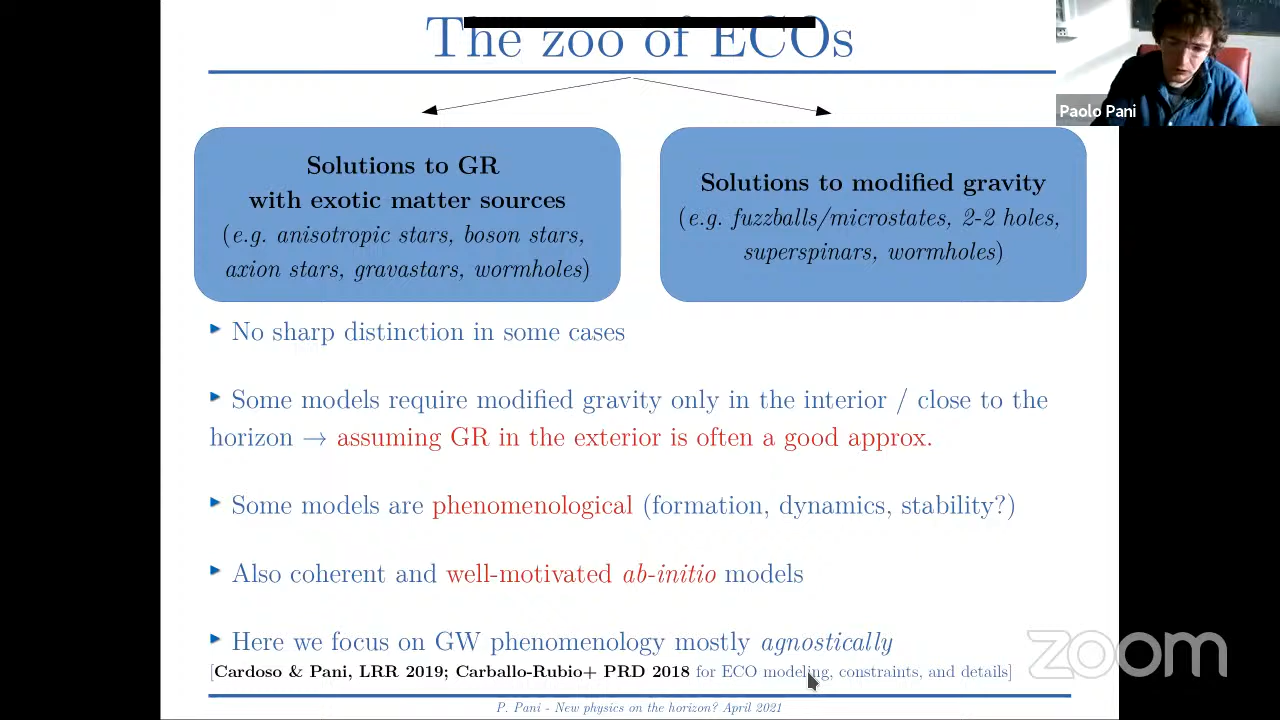 The zoo of ECOs
Paolo Pani
Solutions to GR
with exotic matter sources
(e.g. anisotropic stars, boson stars,
axion stars, gravastars, wormholes)
Solutions to modified gravity
(e.g. fuzzballs/microstates, 2-2 holes,
superspinars, wormholes)
No sharp distinction in some cases
Some models require modified gravity only in the interior / close to the
horizon → assuming GR in the exterior is often a good approx.
Some models are phenomenological (formation, dynamics, stability?)
Also coherent and well-motivated ab-initio models
Here we focus on GW phenomenology mostly agnostically
[Cardoso & Pani, LRR 2019; Carballo-Rubio+ PRD 2018 for ECO modeling, constraints, and details]
zoom
P. Pani - New physics on the horizon? April 2021